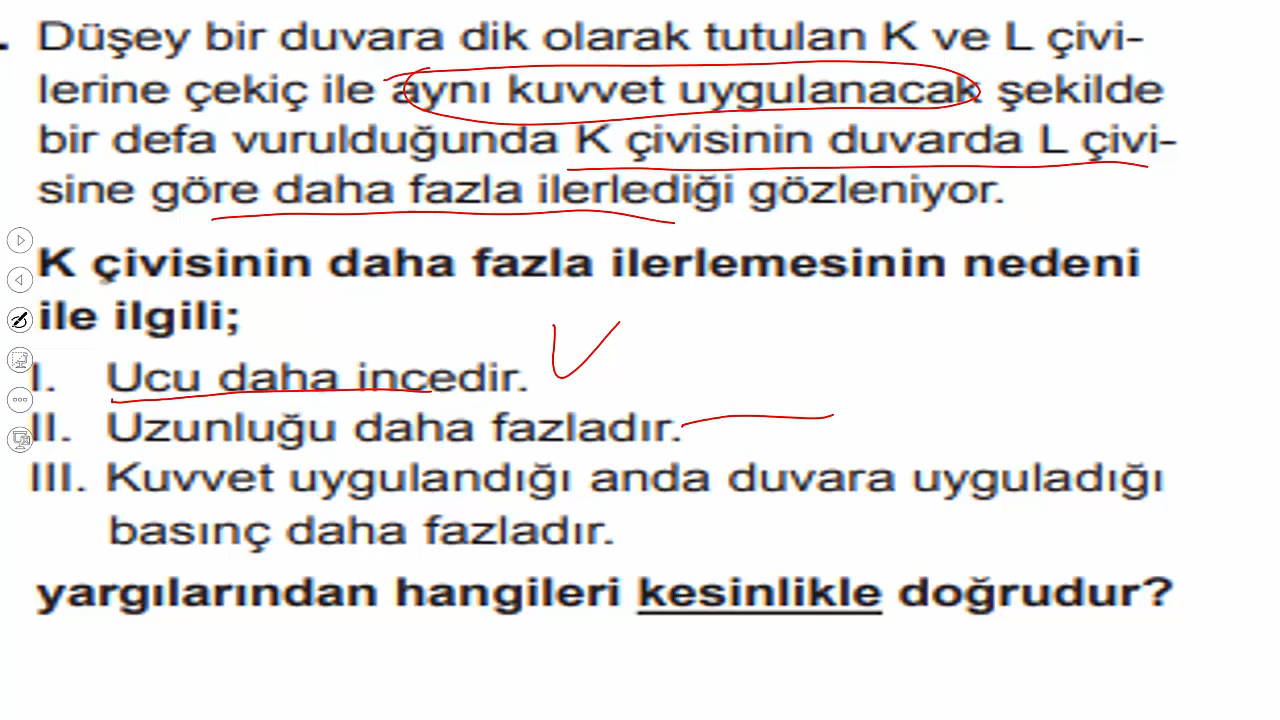 . Düşey bir duvara dik olarak tutulan K ve L çivi-
lerine çekiç ile aynı kuvvet uygulanacak şekilde
bir defa vurulduğunda K çivisinin duvarda L çivi-
sine göre daha fazla ilerlediği gözleniyor.
K çivisinin daha fazla ilerlemesinin nedeni
ile ilgili;
I. Ucu daha incedir.
II. Uzunluğu daha fazladır.
III. Kuvvet uygulandığı anda duvara uyguladığı
basınç daha fazladır.
yargılarından hangileri kesinlikle doğrudur?